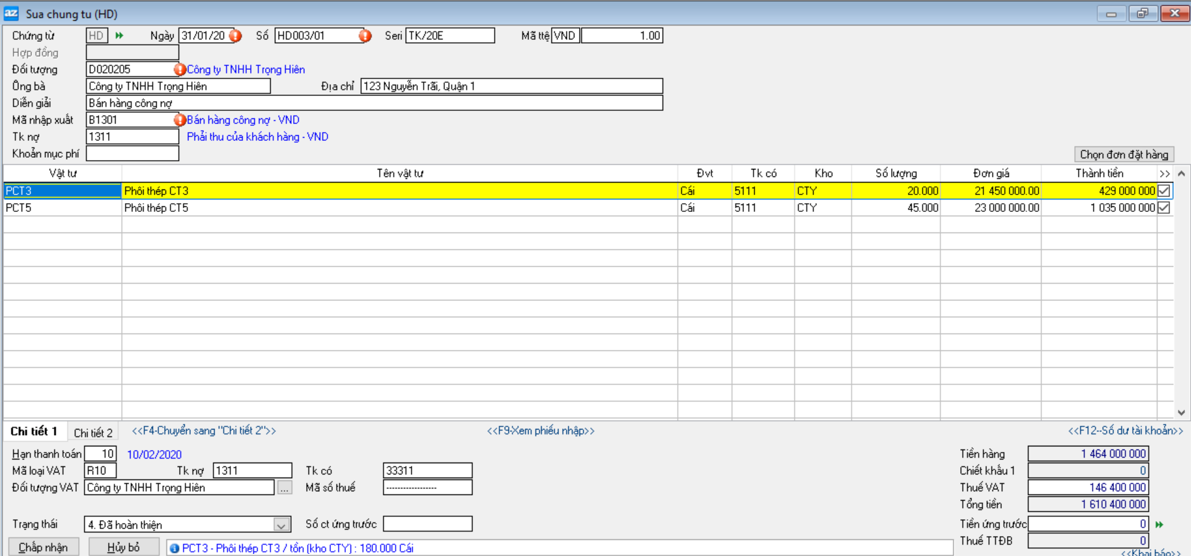 az Sua chung tu (HD)
Chứng từ HD Ngày 31/01/20 Số HD003/01 Seri TK/20E Mã ttệ VND 1.00
Hợp đồng
Đối tượng D020205 Công ty TNHH Trọng Hiên
Ông bà Công ty TNHH Trọng Hiên Địa chỉ 123 Nguyễn Trãi, Quận 1
Diễn giải Bán hàng công nợ
Mã nhập xuất B1301 Bán hàng công nợ - VND
Tk nợ 1311 Phải thu của khách hàng - VND
Khoản mục phí
Chọn đơn đặt hàng
Vật tư Tên vật tư Đvt Tk có Kho Số lượng Đơn giá Thành tiền >>
PCT3 Phôi thép CT3 Cái 5111 CTY 20.000 21 450 000.00 429 000 000
PCT5 Phôi thép CT5 Cái 5111 CTY 45.000 23 000 000.00 1 035 000 000
Chi tiết 1 Chi tiết 2 <<F4-Chuyển sang "Chi tiết 2">> <<F9-Xem phiếu nhập>> <<F12--Số dư tài khoản>>
Hạn thanh toán 10 10/02/2020 Tiền hàng 1 464 000 000
Mã loại VAT R10 Tk nợ 1311 Tk có 33311 Chiết khấu 1 0
Đối tượng VAT Công ty TNHH Trọng Hiên ... Mã số thuế ------------------ Thuế VAT 146 400 000
Tổng tiền 1 610 400 000
Trạng thái 4. Đã hoàn thiện Số ct ứng trước Tiền ứng trước 0
Thuế TTĐB 0
Chấp nhận Hủy bỏ PCT3 - Phôi thép CT3 / tồn (kho CTY) : 180.000 Cái
<<Khai báo>>